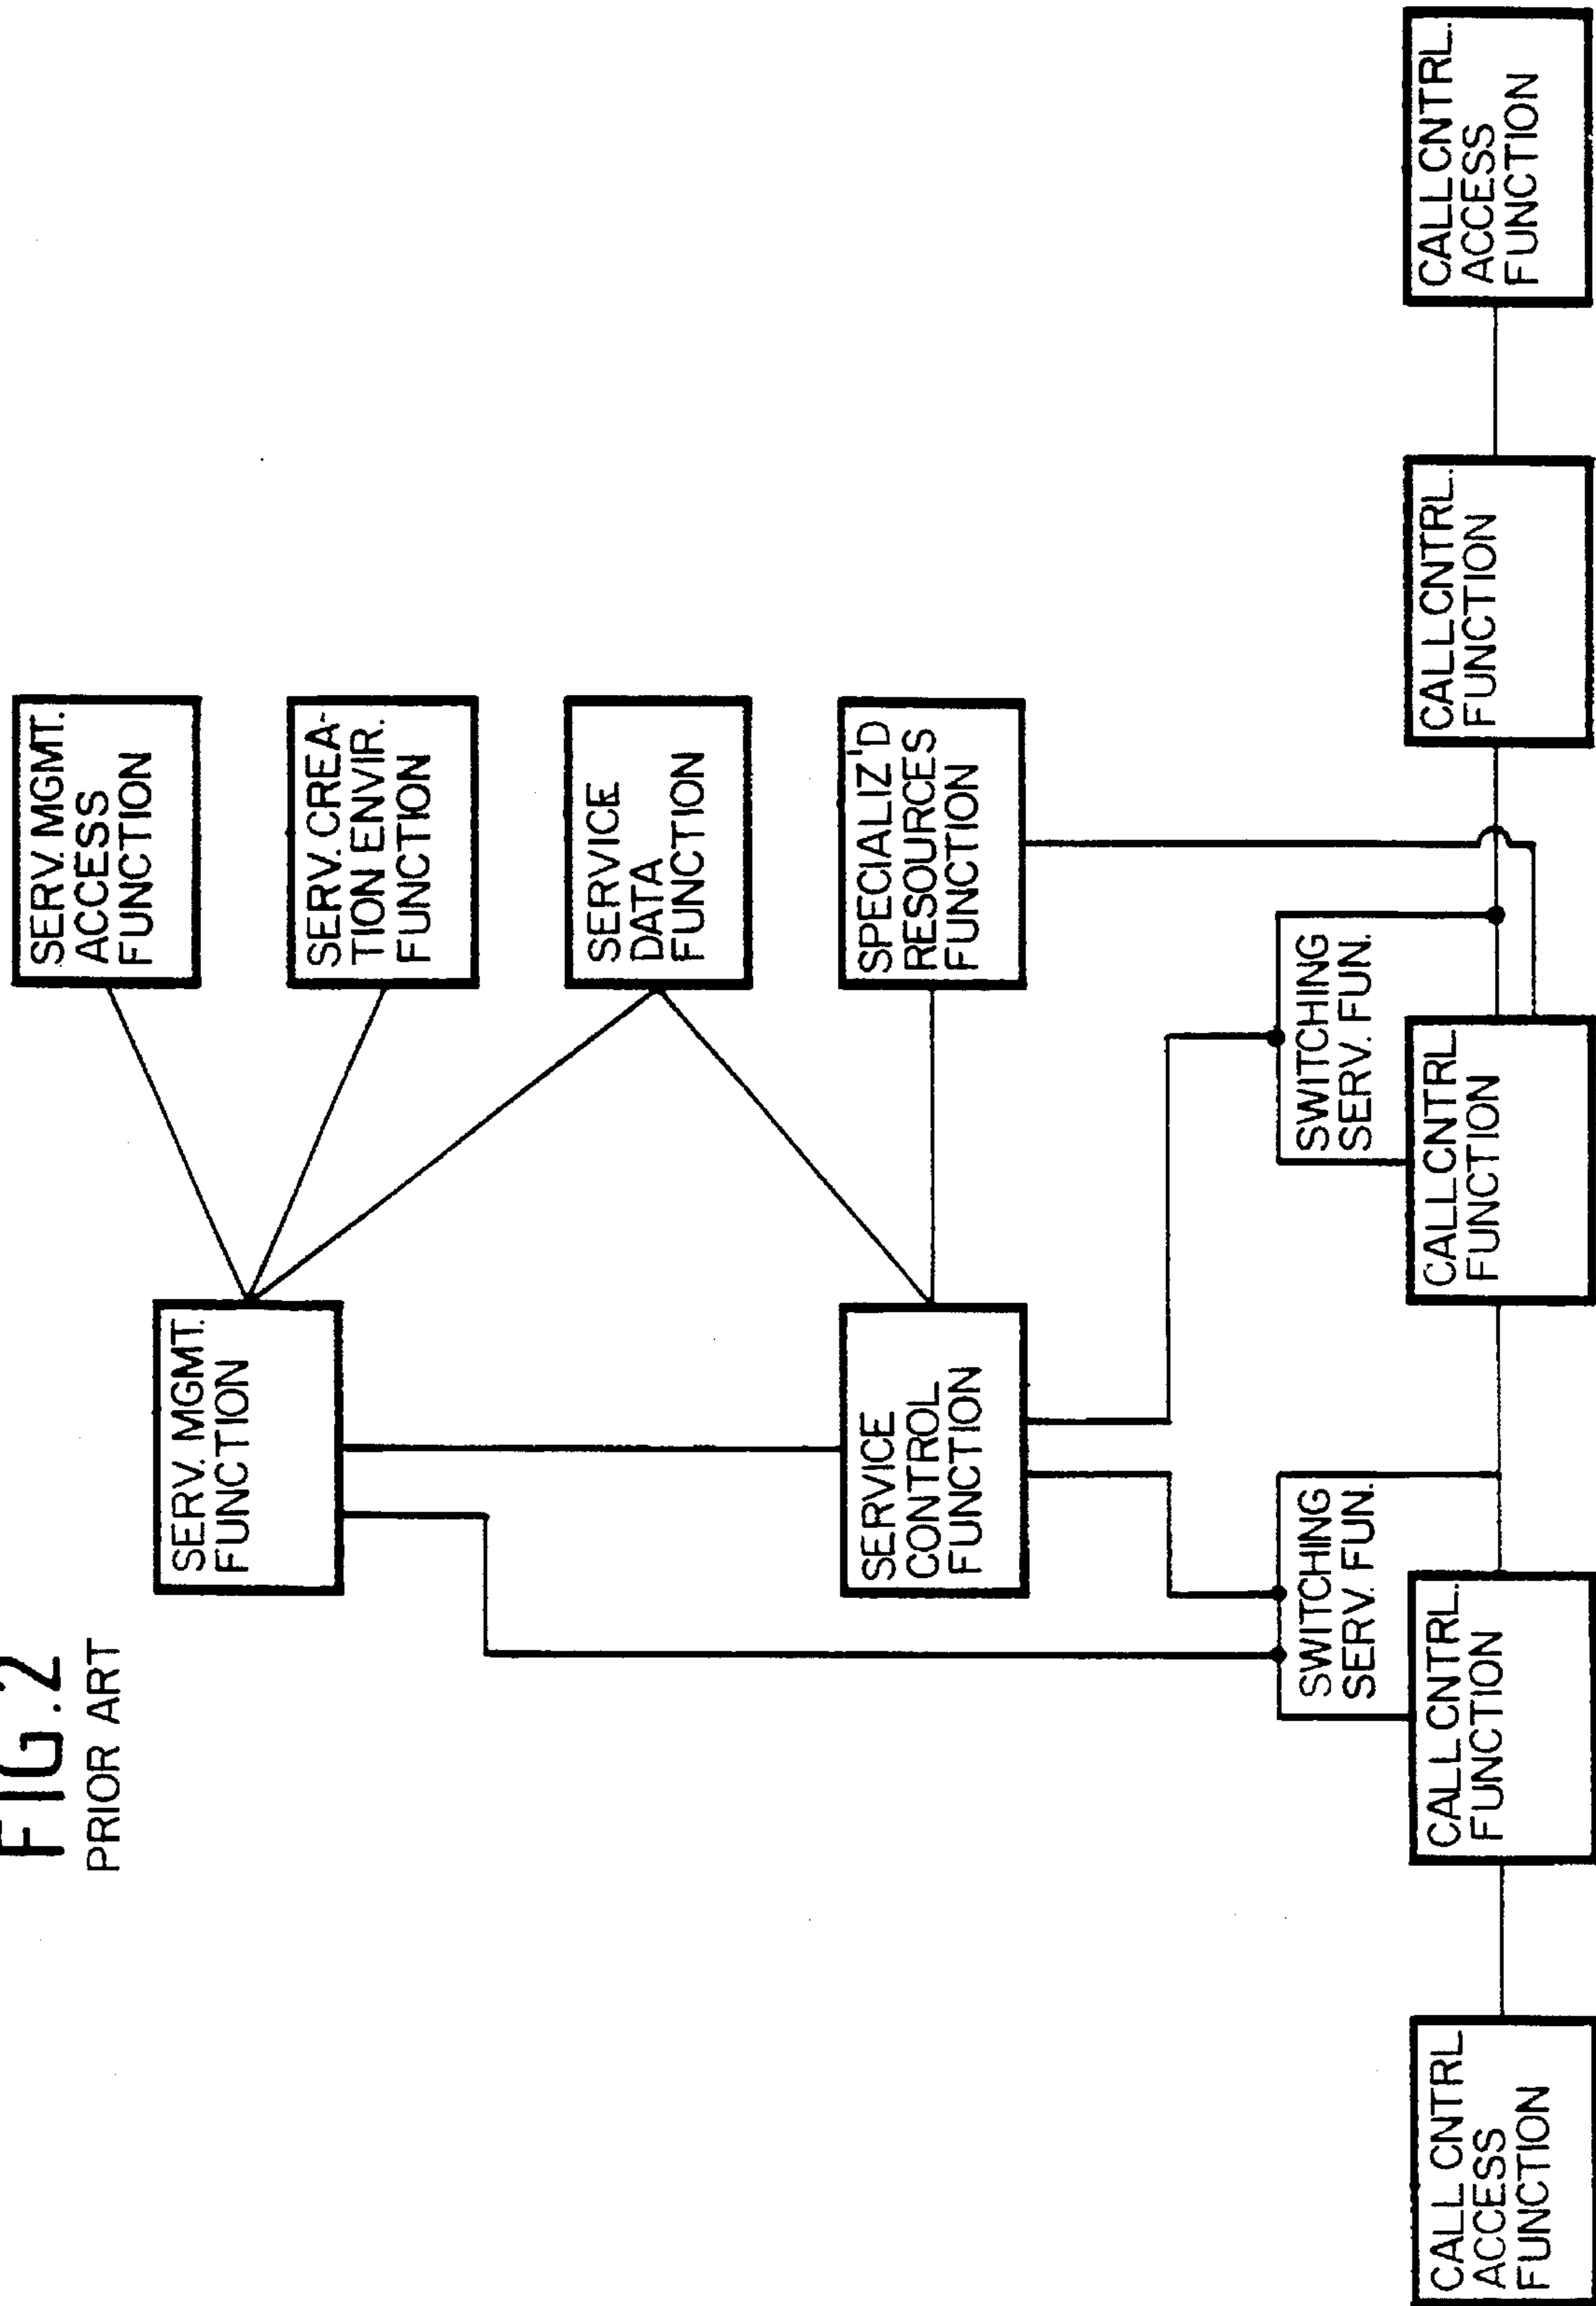 FIG.2
PRIOR ART
SERV. MGMT.
ACCESS
FUNCTION
SERV. MGMT.
FUNCTION
SERV. CREA-
TION ENVIR.
FUNCTION
SERVICE
DATA
FUNCTION
SERVICE
CONTROL
FUNCTION
SPECIALIZ'D
RESOURCES
FUNCTION
SWITCHING
SERV. FUN.
SWITCHING
SERV. FUN.
CALL CNTRL
ACCESS
FUNCTION
CALL CNTRL.
FUNCTION
CALL CNTRL.
FUNCTION
CALL CNTRL.
FUNCTION
CALL CNTRL.
ACCESS
FUNCTION